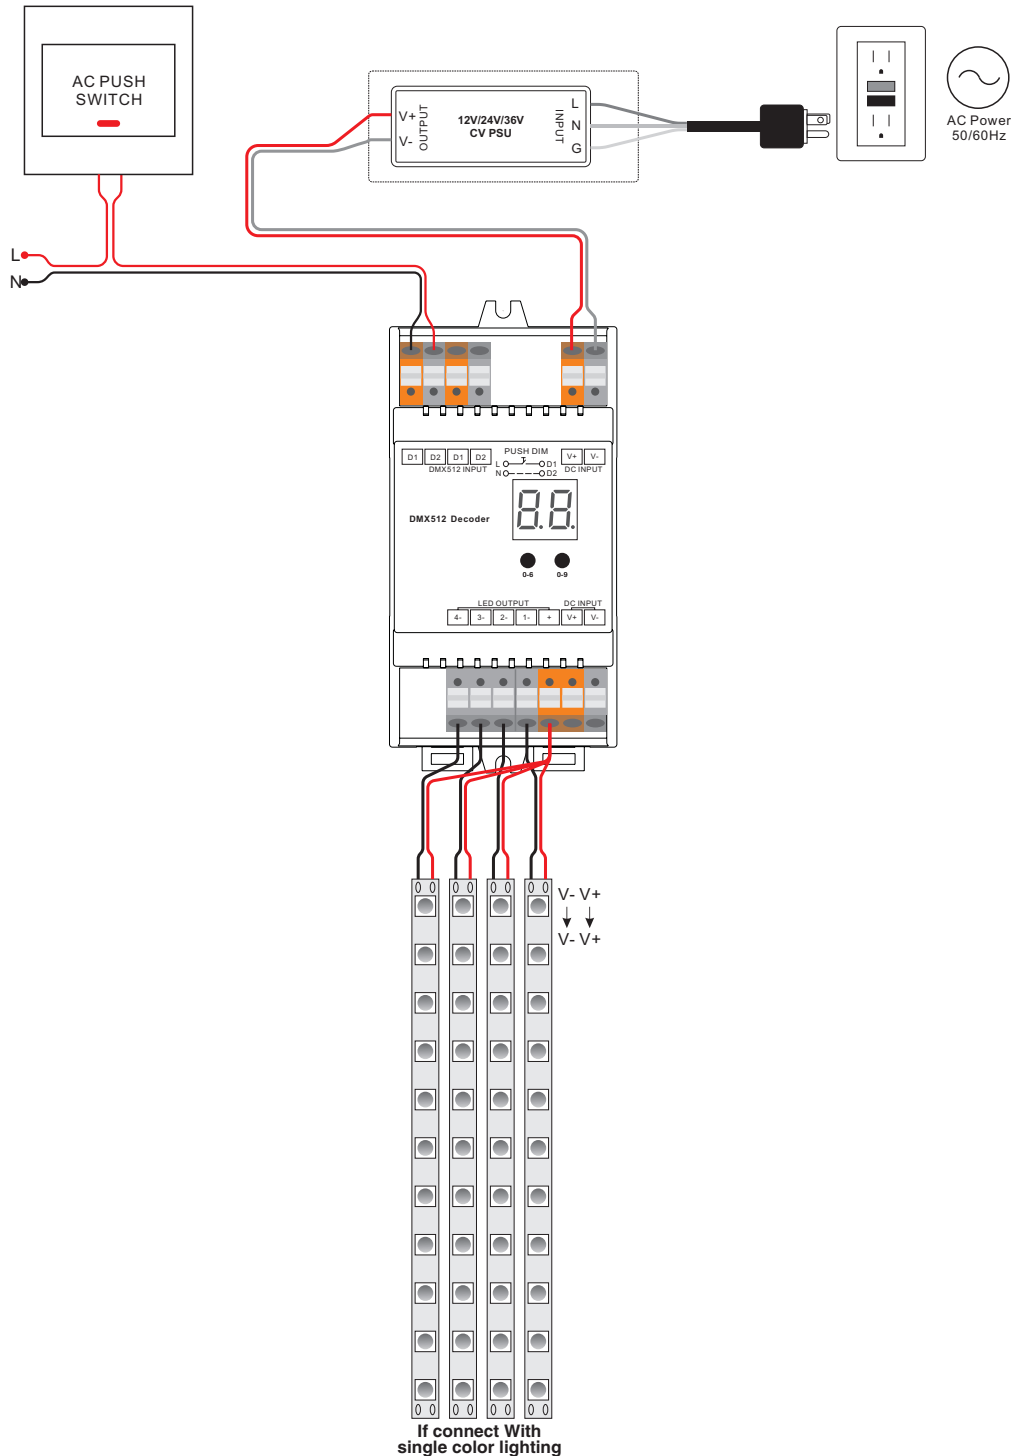 AC PUSH
SWITCH
L
N
V+
V-
OUTPUT
12V/24V/36V
CV PSU
INPUT
L
N
G
AC Power
50/60Hz
D1 D2 D1 D2
DMX512 INPUT
PUSH DIM
L D1
N D2
V+ V-
DC INPUT
DMX512 Decoder
8.8.
0-6 0-9
LED OUTPUT
DC INPUT
4- 3- 2- 1- + V+ V-
V- V+
V- V+
If connect With
single color lighting